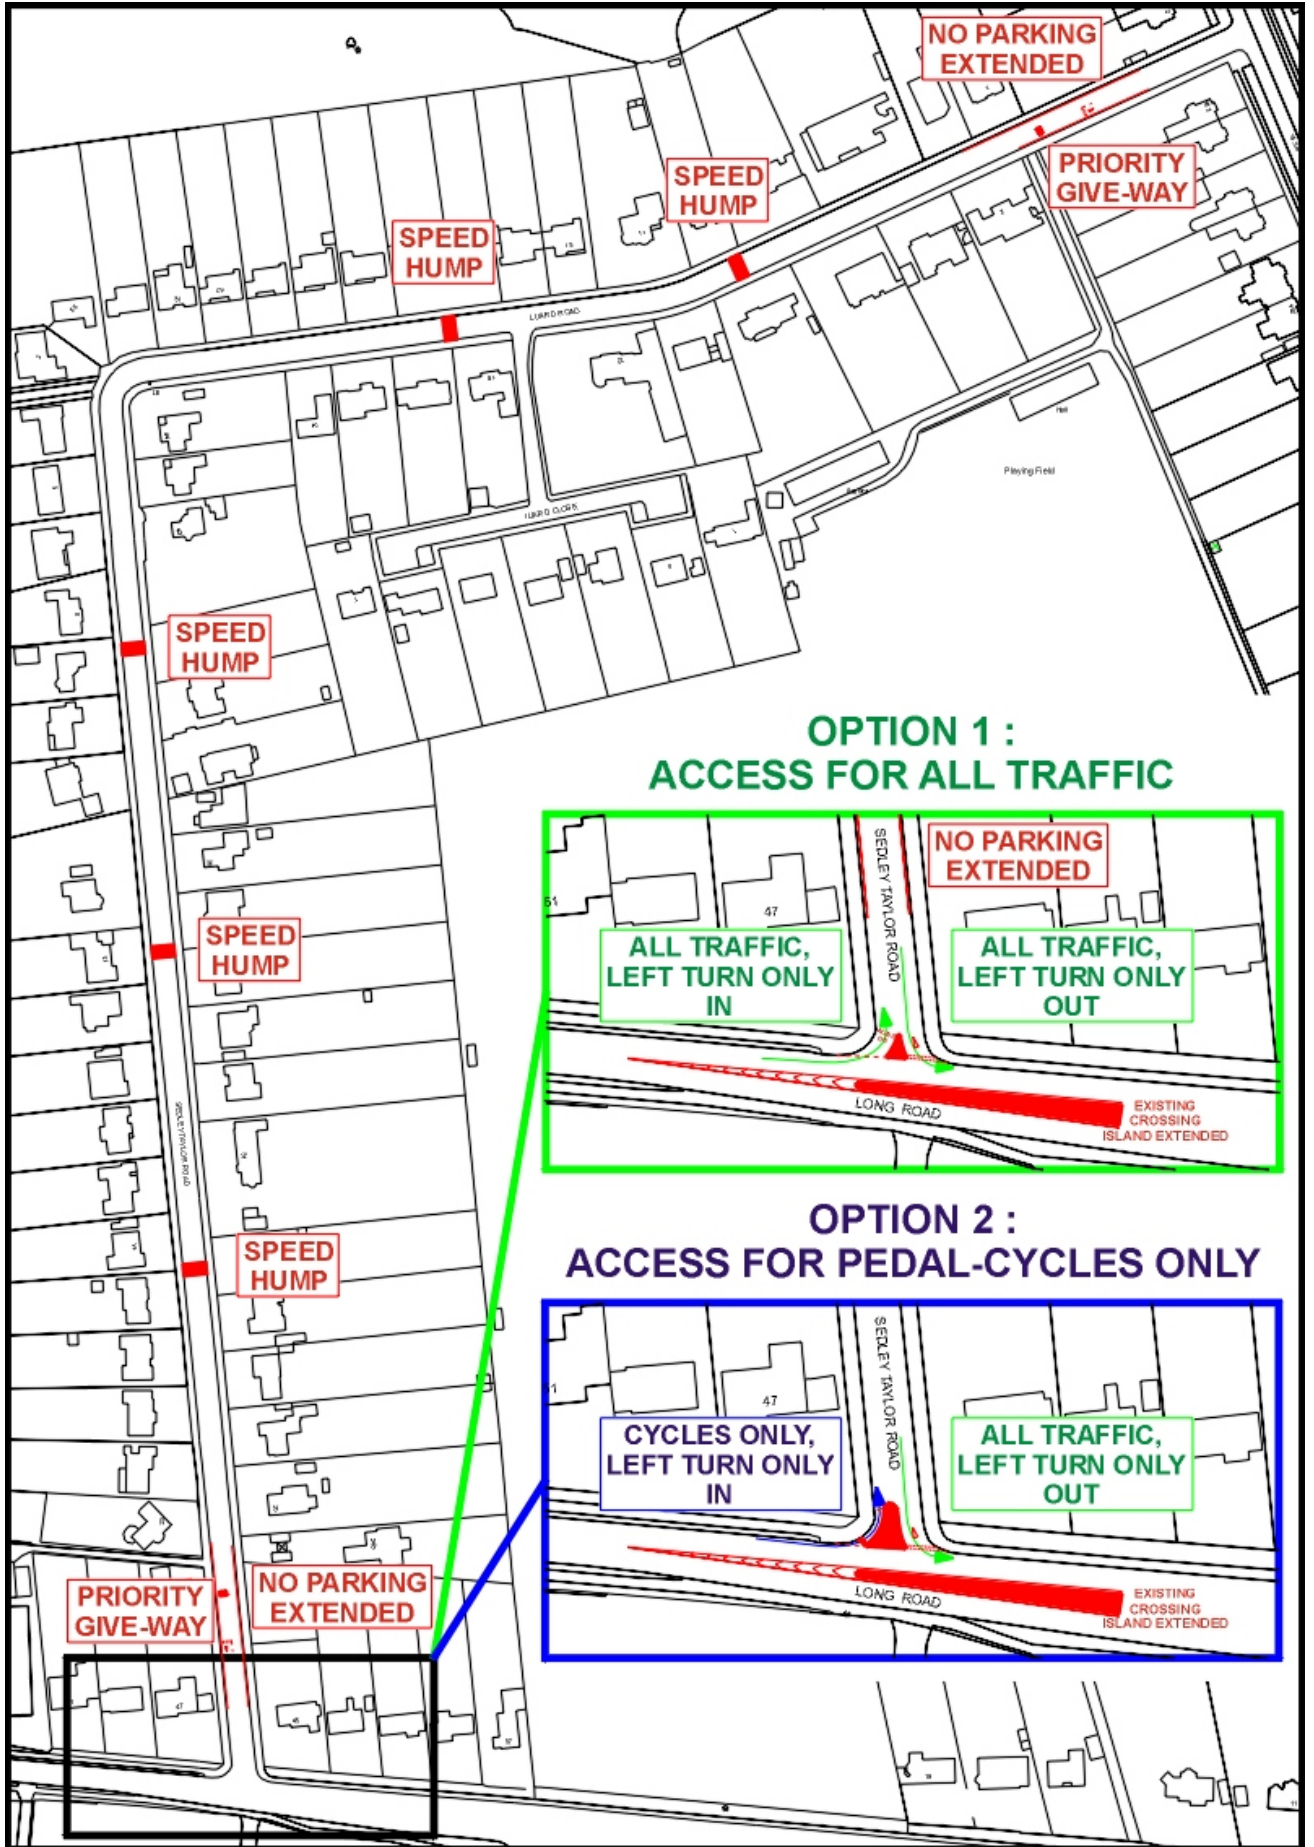 NO PARKING
EXTENDED
PRIORITY
GIVE-WAY
SPEED
HUMP
SPEED
HUMP
LUARD ROAD
LUARD CLOSE
Hall
Playing Field
SPEED
HUMP
SPEED
HUMP
SEDLEY TAYLOR ROAD
SPEED
HUMP
PRIORITY
GIVE-WAY
NO PARKING
EXTENDED
47
OPTION 1 :
ACCESS FOR ALL TRAFFIC
SEDLEY TAYLOR ROAD
NO PARKING
EXTENDED
51
47
ALL TRAFFIC,
LEFT TURN ONLY
IN
ALL TRAFFIC,
LEFT TURN ONLY
OUT
LONG ROAD
EXISTING
CROSSING
ISLAND EXTENDED
OPTION 2 :
ACCESS FOR PEDAL-CYCLES ONLY
SEDLEY TAYLOR ROAD
51
47
CYCLES ONLY,
LEFT TURN ONLY
IN
ALL TRAFFIC,
LEFT TURN ONLY
OUT
LONG ROAD
EXISTING
CROSSING
ISLAND EXTENDED